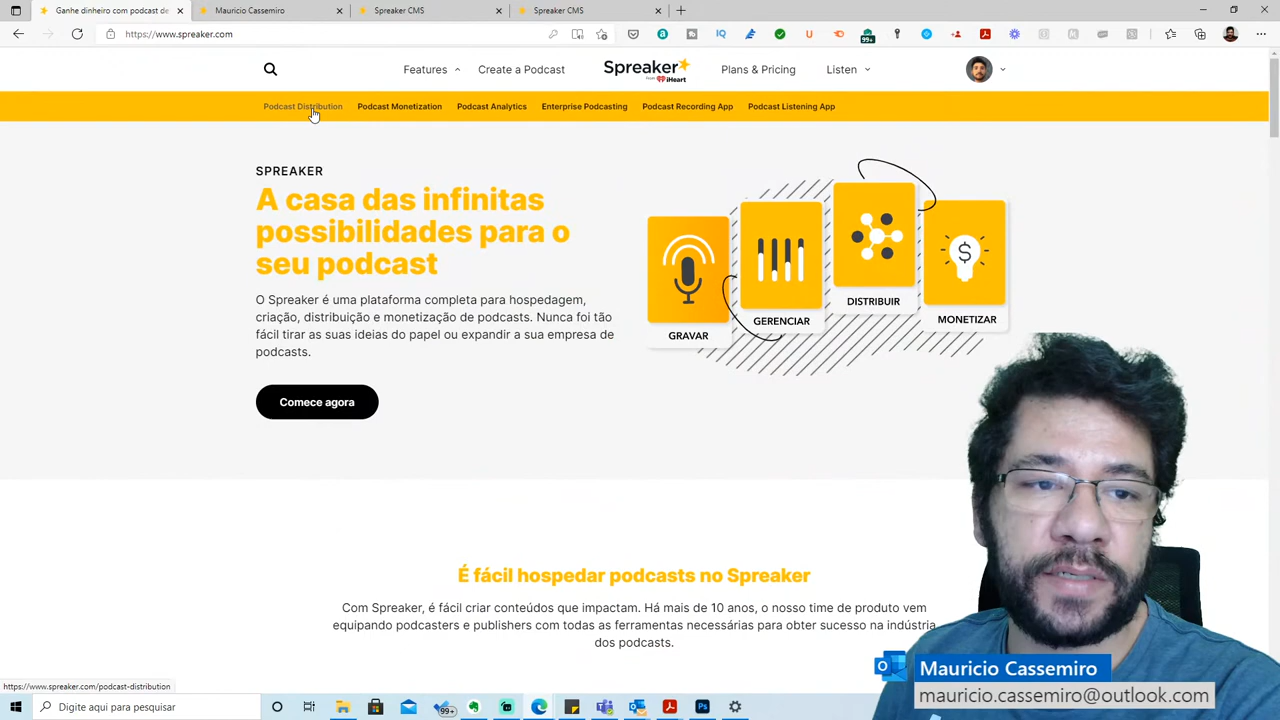 Ganhe dinheiro com podcast de
Mauricio Cassemiro
Spreaker CMS
Spreaker CMS
https://www.spreaker.com
99+
Features
Create a Podcast
Spreaker
From iHeart
Plans & Pricing
Listen
Podcast Distribution
Podcast Monetization
Podcast Analytics
Enterprise Podcasting
Podcast Recording App
Podcast Listening App
SPREAKER
A casa das infinitas
possibilidades para o
seu podcast
O Spreaker é uma plataforma completa para hospedagem,
criação, distribuição e monetização de podcasts. Nunca foi tão
fácil tirar as suas ideias do papel ou expandir a sua empresa de
podcasts.
Comece agora
GRAVAR
GERENCIAR
DISTRIBUIR
$
MONETIZAR
É fácil hospedar podcasts no Spreaker
Com Spreaker, é fácil criar conteúdos que impactam. Há mais de 10 anos, o nosso time de produto vem
equipando podcasters e publishers com todas as ferramentas necessárias para obter sucesso na indústria
dos podcasts.
Mauricio Cassemiro
mauricio.cassemiro@outlook.com
https://www.spreaker.com/podcast-distribution
Digite aqui para pesquisar
99+